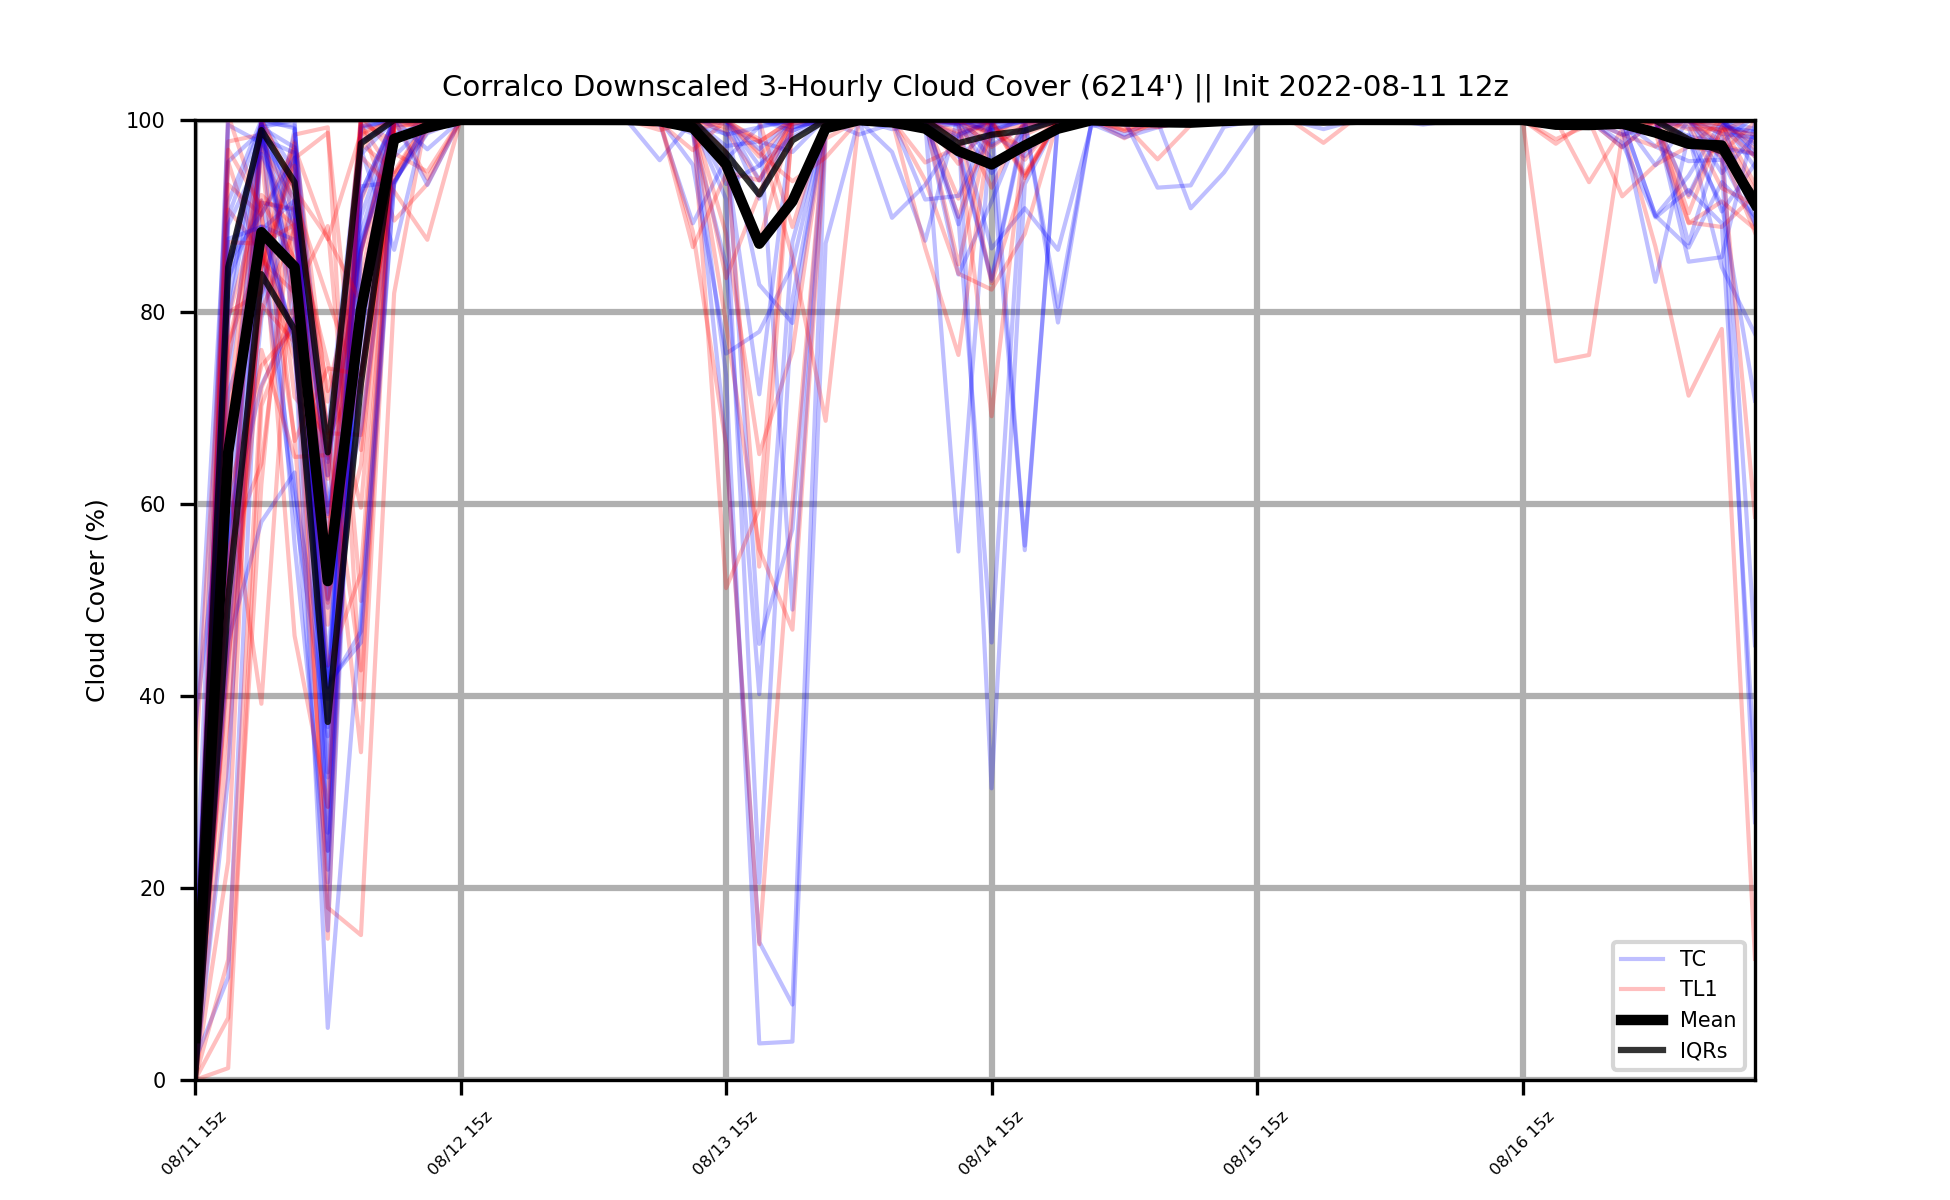 Corralco Downscaled 3-Hourly Cloud Cover (6214') || Init 2022-08-11 12z
Cloud Cover (%)
100
80
60
40
20
0
TC
TL1
Mean
IQRs
08/11 15z
08/12 15z
08/13 15z
08/14 15z
08/15 15z
08/16 15z